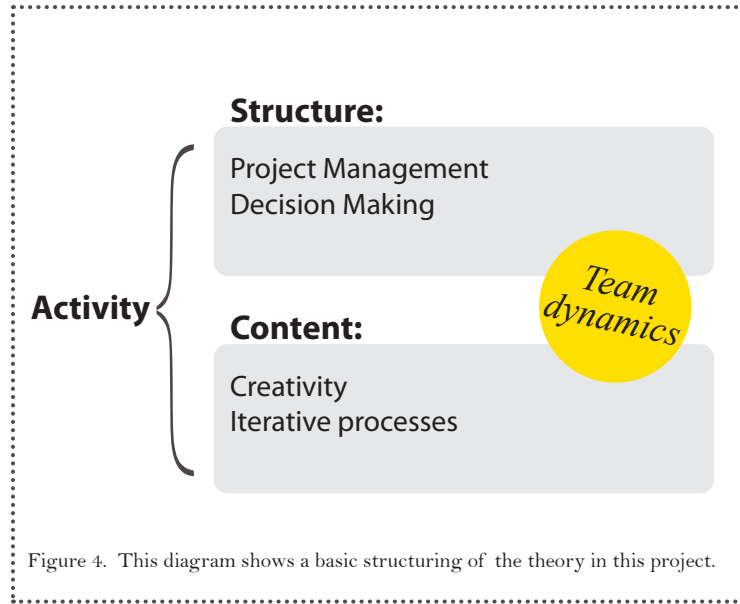 Structure:
Project Management
Decision Making
Team
dynamics
Activity
Content:
Creativity
Iterative processes
Figure 4. This diagram shows a basic structuring of the theory in this project.